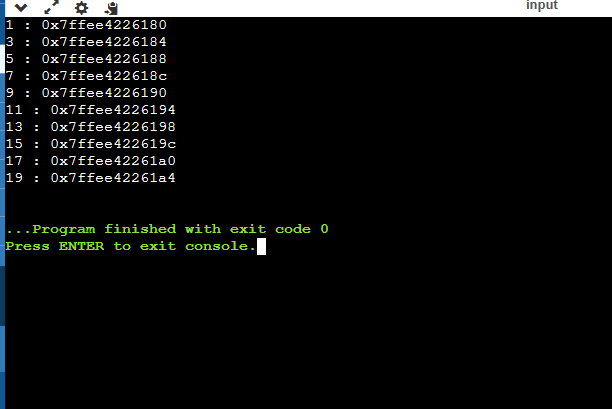 input
1 : 0x7ffee4226180
3 : 0x7ffee4226184
5 : 0x7ffee4226188
7 : 0x7ffee422618c
9 : 0x7ffee4226190
11 : 0x7ffee4226194
13 : 0x7ffee4226198
15 : 0x7ffee422619c
17 : 0x7ffee42261a0
19 : 0x7ffee42261a4
...Program finished with exit code 0
Press ENTER to exit console.